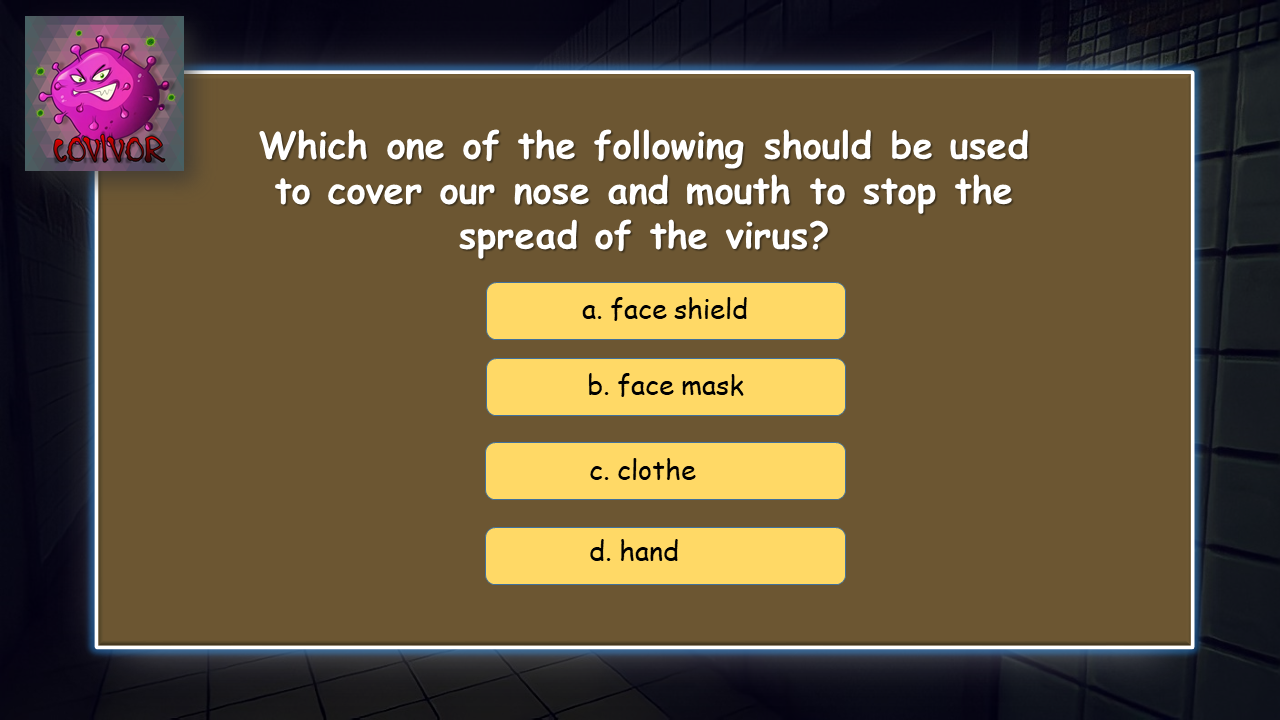 COVIVOR
Which one of the following should be used
to cover our nose and mouth to stop the
spread of the virus?
a. face shield
b. face mask
c. clothe
d. hand